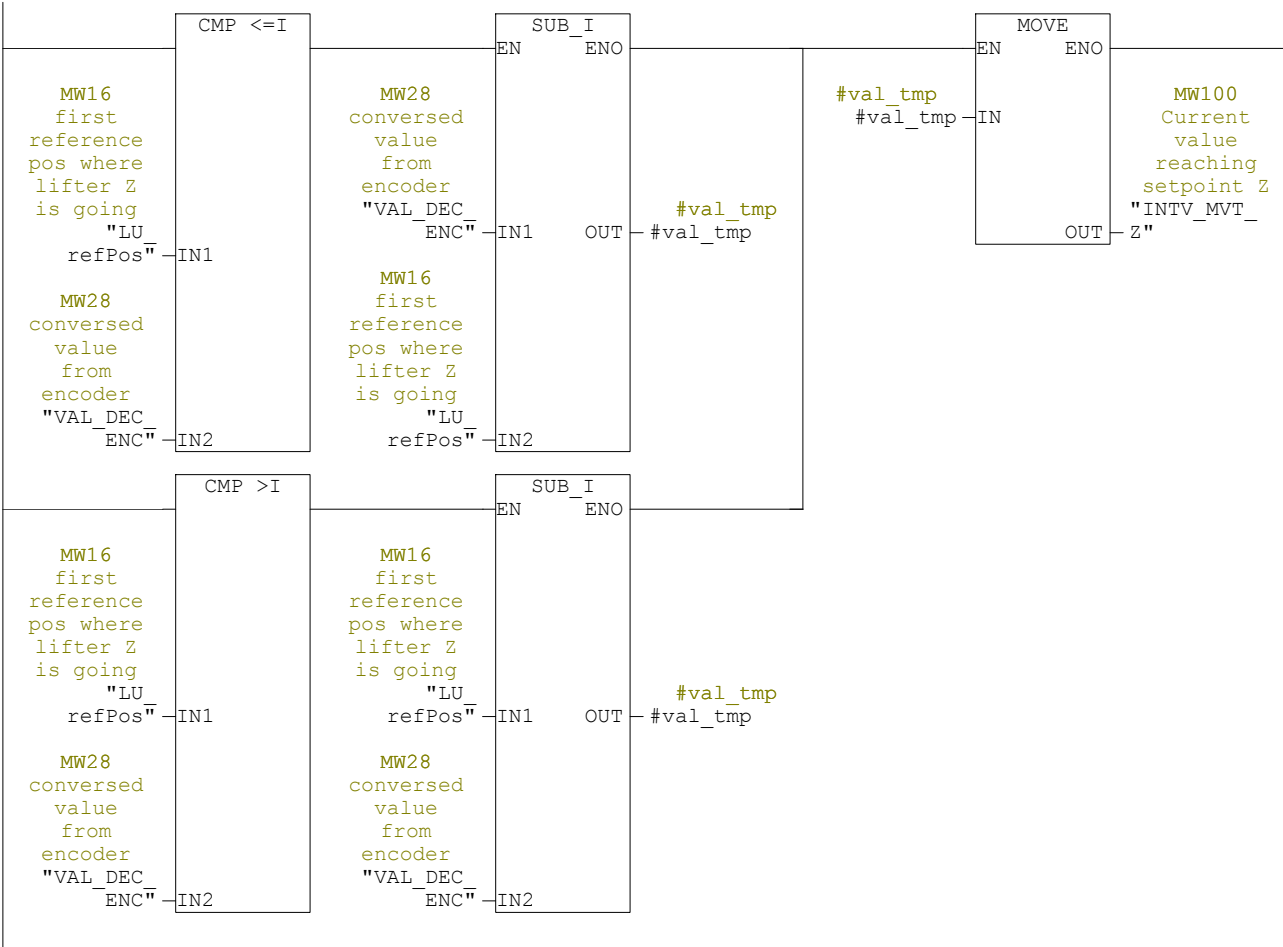 CMP <=I
SUB_I
MOVE
EN ENO
EN ENO
MW16
first
reference
pos where
lifter Z
is going
"LU_
refPos"
IN1
MW28
conversed
value
from
encoder
"VAL_DEC_
ENC"
IN2
MW28
conversed
value
from
encoder
"VAL_DEC_
ENC"
IN1
OUT
#val_tmp
#val_tmp
MW16
first
reference
pos where
lifter Z
is going
"LU_
refPos"
IN2
#val_tmp
#val_tmp
IN
MW100
Current
value
reaching
setpoint Z
"INTV_MVT_
Z"
OUT
CMP >I
SUB_I
EN ENO
MW16
first
reference
pos where
lifter Z
is going
"LU_
refPos"
IN1
MW28
conversed
value
from
encoder
"VAL_DEC_
ENC"
IN2
MW16
first
reference
pos where
lifter Z
is going
"LU_
refPos"
IN1
OUT
#val_tmp
#val_tmp
MW28
conversed
value
from
encoder
"VAL_DEC_
ENC"
IN2